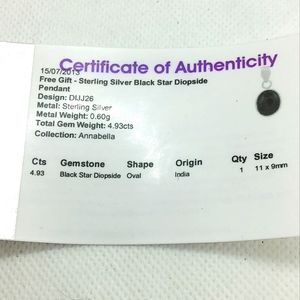 Certificate of Authenticity
15/07/2013
Free Gift - Sterling Silver Black Star Diopside
Pendant
Design: DIJJ26
Metal: Sterling Silver
Metal Weight: 0.60g
Total Gem Weight: 4.93cts
Collection: Annabella
Cts Gemstone Shape Origin Qty Size
4.93 Black Star Diopside Oval India 1 11 x 9mm